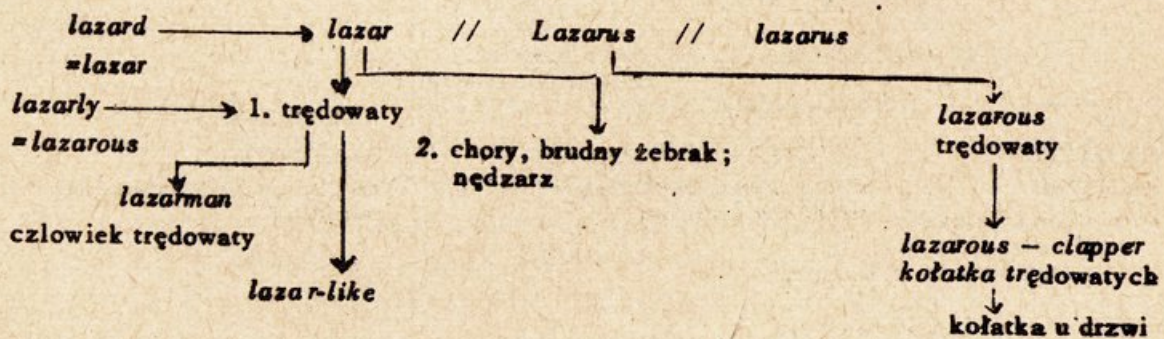 lazard lazar // Lazarus // lazarus
=lazar
lazarly 1. trędowaty lazarous
=lazarous 2. chory, brudny żebrak; trędowaty
nędzarz
lazarman
czlowiek trędowaty lazarous – clapper
kołatka trędowatych
lazar-like
kołatka u drzwi